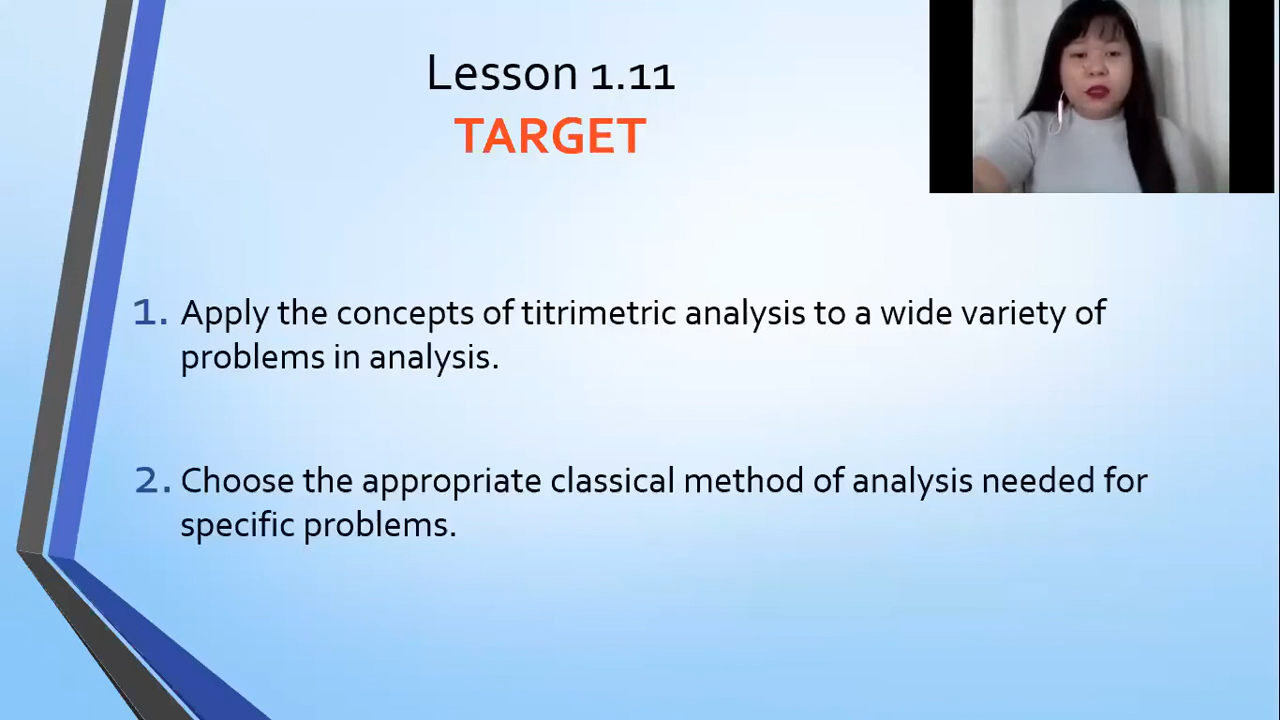 Lesson 1.11
TARGET
1. Apply the concepts of titrimetric analysis to a wide variety of
problems in analysis.
2. Choose the appropriate classical method of analysis needed for
specific problems.